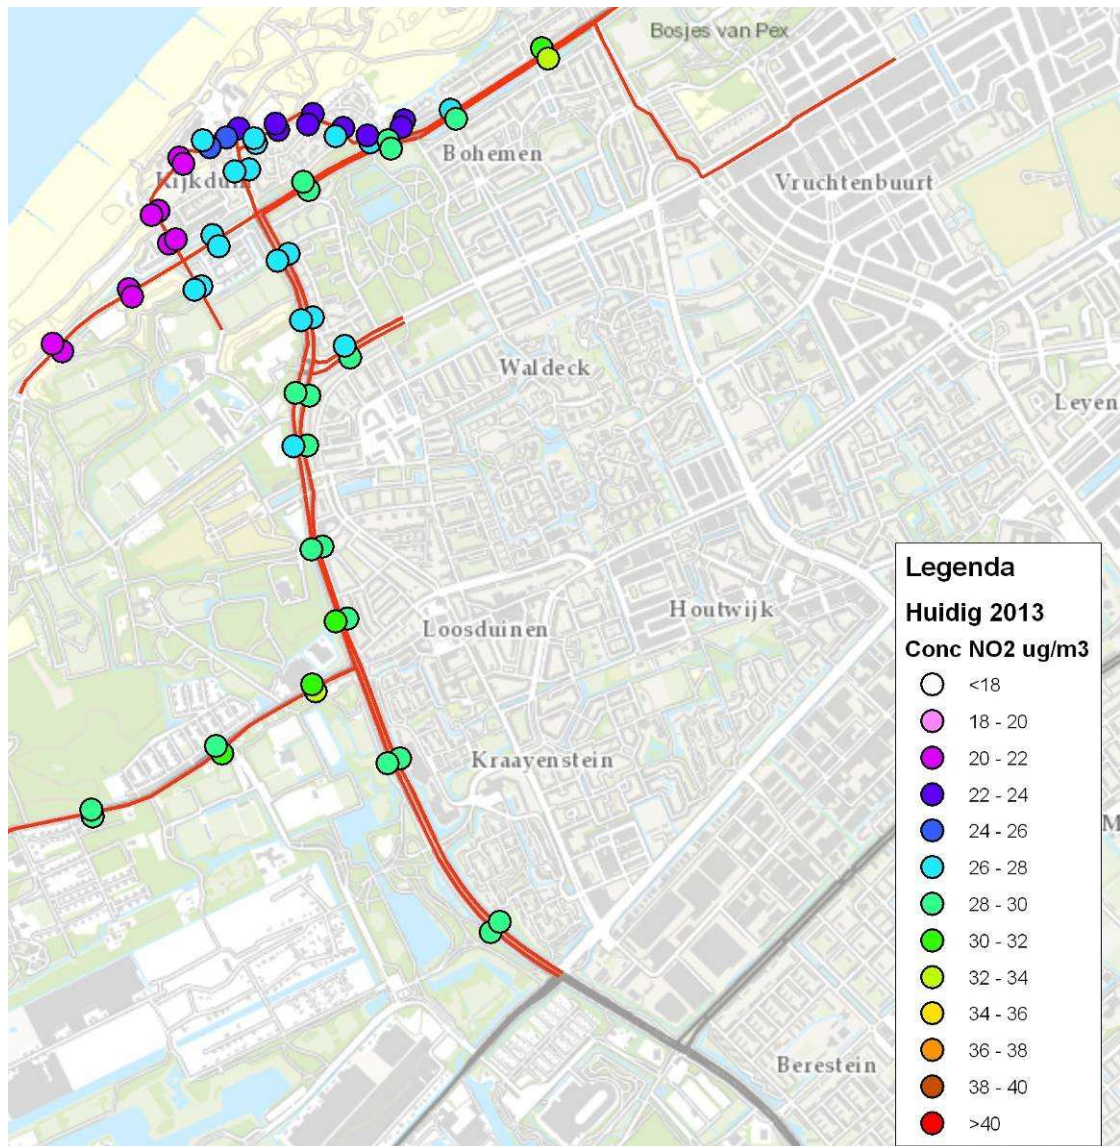 Bosjes van Pex
Bohemen
Vruchtenbuurt
Kijkduin
Waldeck
Leyen
Houtwijk
Loosduinen
Kraayenstein
M
Berestein
Legenda
Huidig 2013
Conc NO2 ug/m3
<18
18 - 20
20 - 22
22 - 24
24 - 26
26 - 28
28 - 30
30 - 32
32 - 34
34 - 36
36 - 38
38 - 40
>40